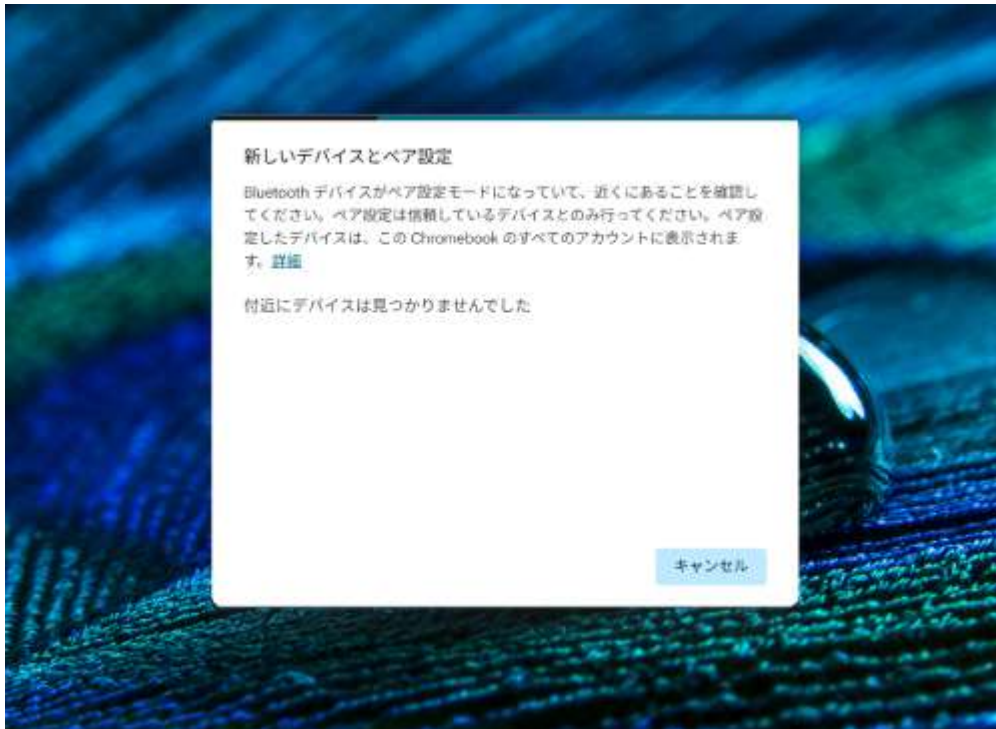 新しいデバイスとペア設定
Bluetooth デバイスがペア設定モードになっていて、近くにあることを確認し
てください。ペア設定は信頼しているデバイスとのみ行ってください。ペア設
定したデバイスは、この Chromebook のすべてのアカウントに表示されま
す。詳細
付近にデバイスは見つかりませんでした
キャンセル